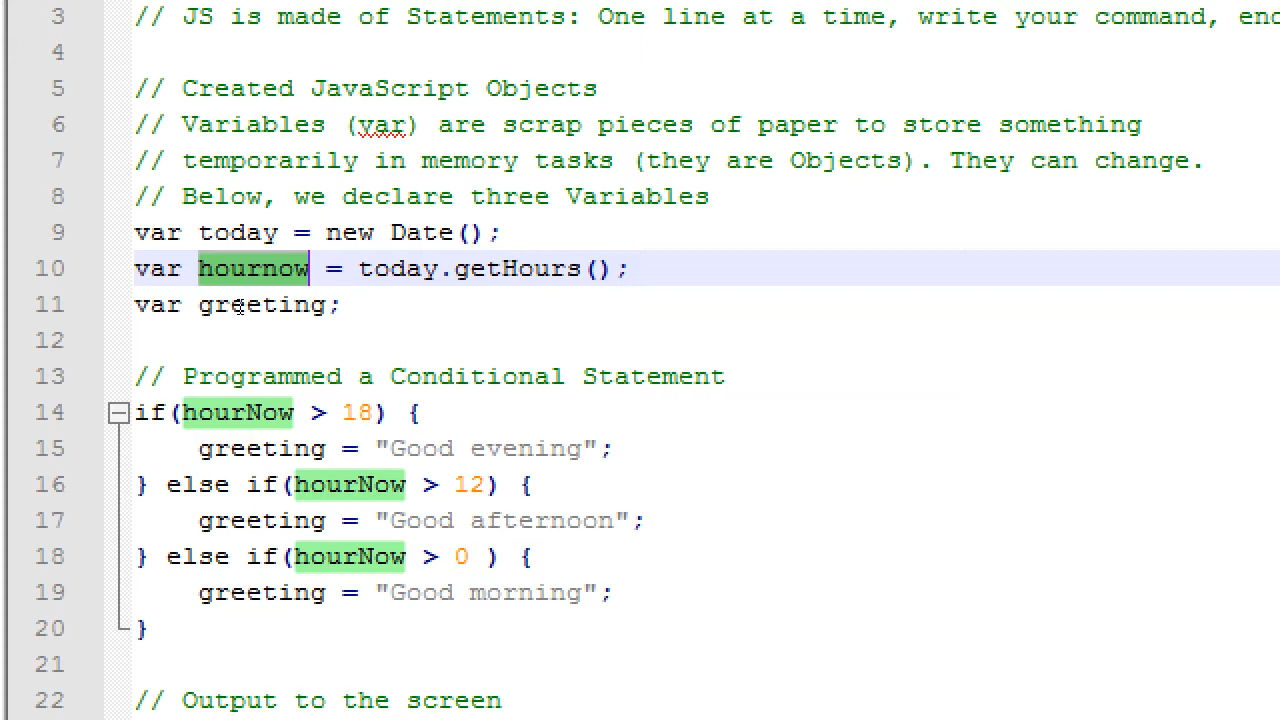 3 // JS is made of Statements: One line at a time, write your command,
4
5 // Created JavaScript Objects
6 // Variables (var) are scrap pieces of paper to store something
7 // temporarily in memory tasks (they are Objects). They can change.
8 // Below, we declare three Variables
9 var today = new Date();
10 var hournow = today.getHours();
11 var greeting;
12
13 // Programmed a Conditional Statement
14 if(hourNow > 18) {
15     greeting = "Good evening";
16 } else if(hourNow > 12) {
17     greeting = "Good afternoon";
18 } else if(hourNow > 0 ) {
19     greeting = "Good morning";
20 }
21
22 // Output to the screen